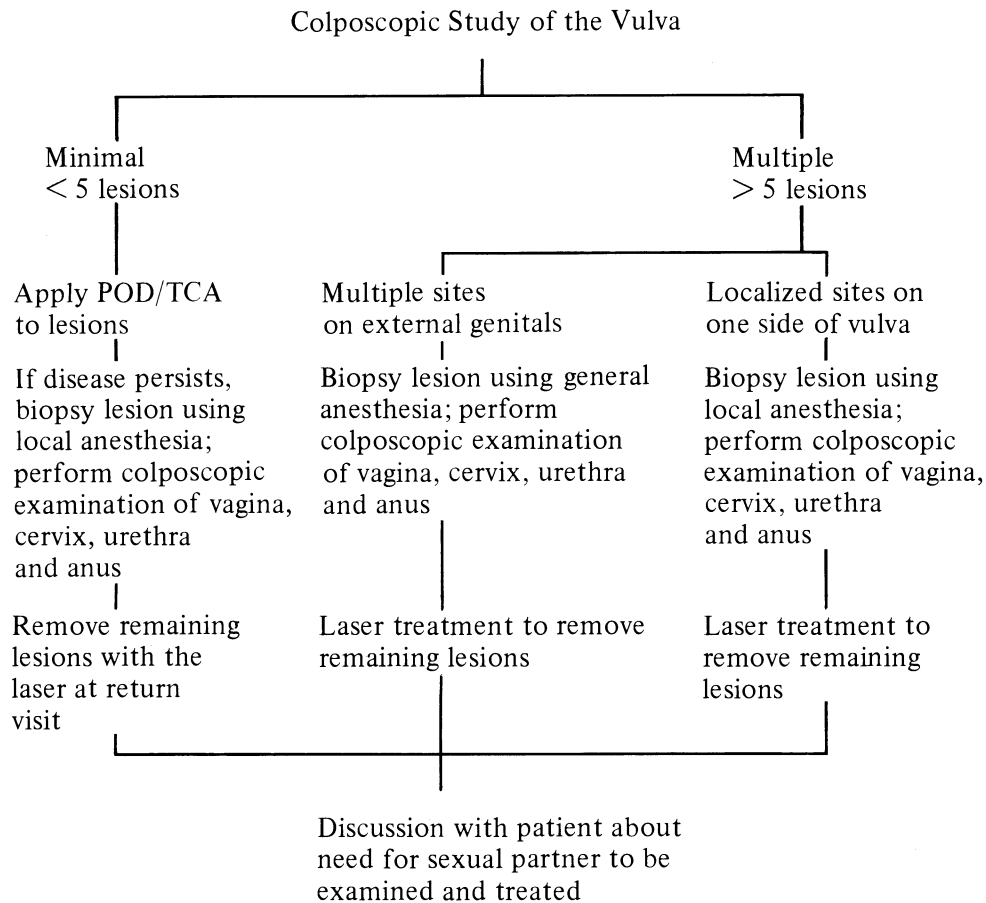 Colposcopic Study of the Vulva
Minimal
< 5 lesions
Multiple
> 5 lesions
Apply POD/TCA
to lesions
If disease persists,
biopsy lesion using
local anesthesia;
perform colposcopic
examination of vagina,
cervix, urethra
and anus
Remove remaining
lesions with the
laser at return
visit
Multiple sites
on external genitals
Biopsy lesion using general
anesthesia; perform
colposcopic examination
of vagina, cervix, urethra
and anus
Laser treatment to remove
remaining lesions
Localized sites on
one side of vulva
Biopsy lesion using
local anesthesia;
perform colposcopic
examination of vagina,
cervix, urethra
and anus
Laser treatment to
remove remaining
lesions
Discussion with patient about
need for sexual partner to be
examined and treated